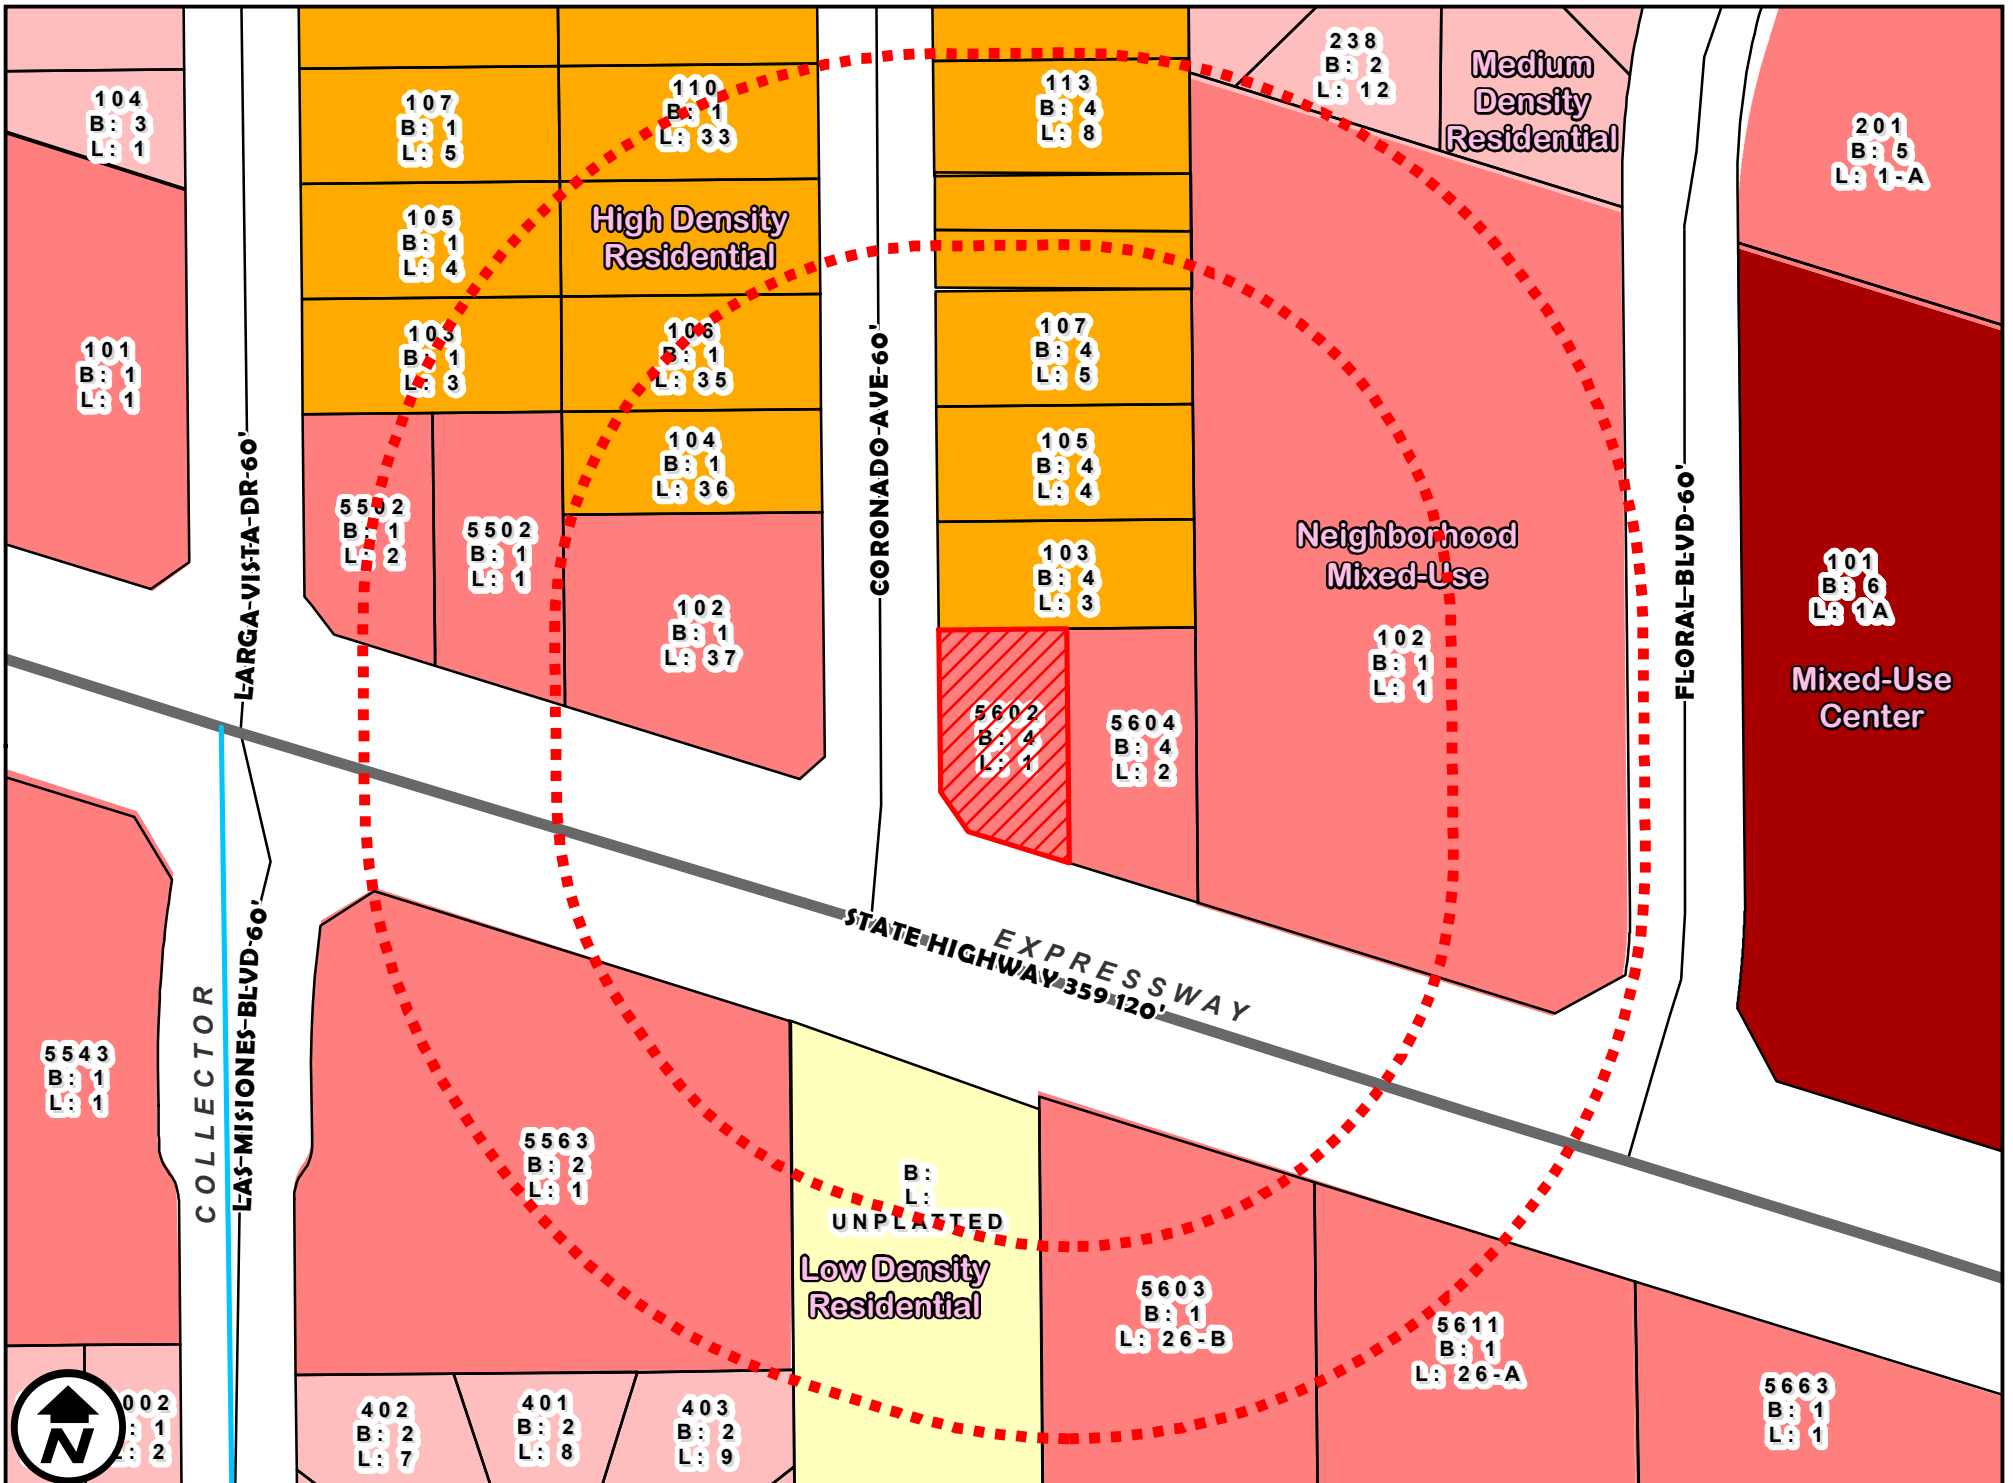 104
B: 3
L: 1
107
B: 1
L: 5
110
B: 1
L: 33
113
B: 4
L: 8
238
B: 2
L: 12
Medium
Density
Residential
201
B: 5
L: 1-A
105
B: 1
L: 4
High Density
Residential
101
B: 1
L: 1
103
B: 1
L: 3
106
B: 1
L: 35
107
B: 4
L: 5
104
B: 1
L: 36
105
B: 4
L: 4
5502
B: 1
L: 2
5502
B: 1
L: 1
102
B: 1
L: 37
103
B: 4
L: 3
Neighborhood
Mixed-Use
102
B: 1
L: 1
101
B: 6
L: 1A
Mixed-Use
Center
LARGA-VISTA-DR-60'
CORONADO-AVE-60'
FLORAL-BLVD-60'
5602
B: 4
L: 1
5604
B: 4
L: 2
EXPRESSWAY
STATE HIGHWAY 359 120'
COLLECTOR
LAS-MISIONES-BLVD-60'
5543
B: 1
L: 1
5563
B: 2
L: 1
B:
L:
UNPLATTED
Low Density
Residential
5603
B: 1
L: 26-B
5611
B: 1
L: 26-A
5663
B: 1
L: 1
002
: 1
: 2
402
B: 2
L: 7
401
B: 2
L: 8
403
B: 2
L: 9
N